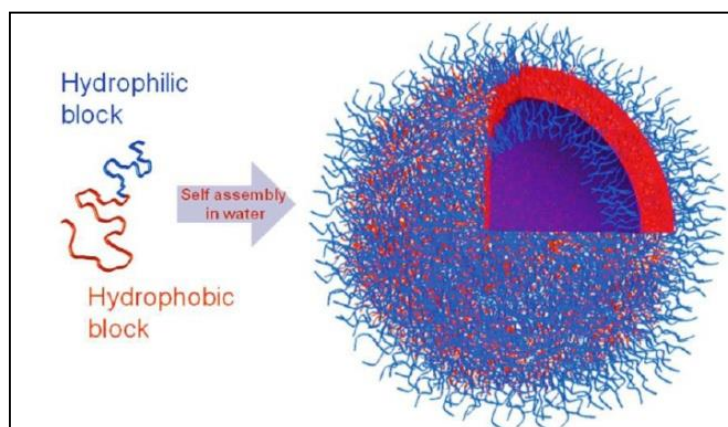 Hydrophilic
block
Self assembly
in water
Hydrophobic
block